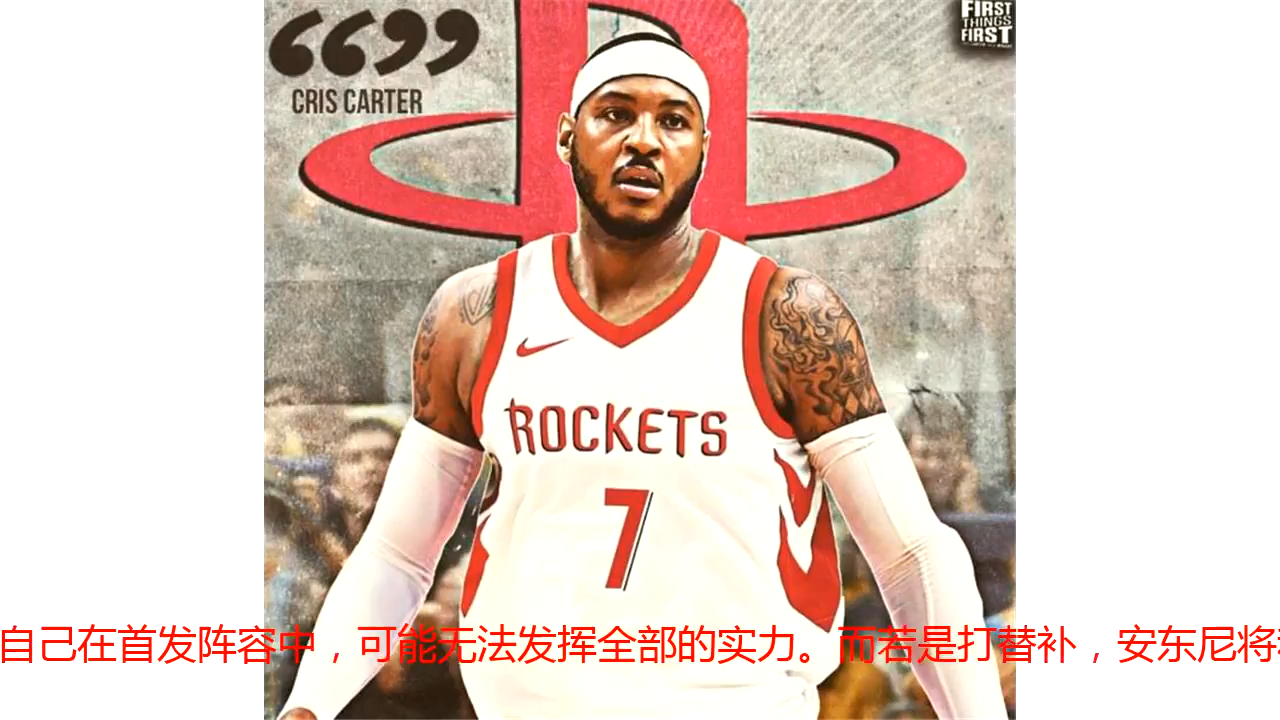 FIRST
THINGS
FIRST
CRIS CARTER
ROCKETS
7
自己在首发阵容中，可能无法发挥全部的实力。而若是打替补，安东尼将